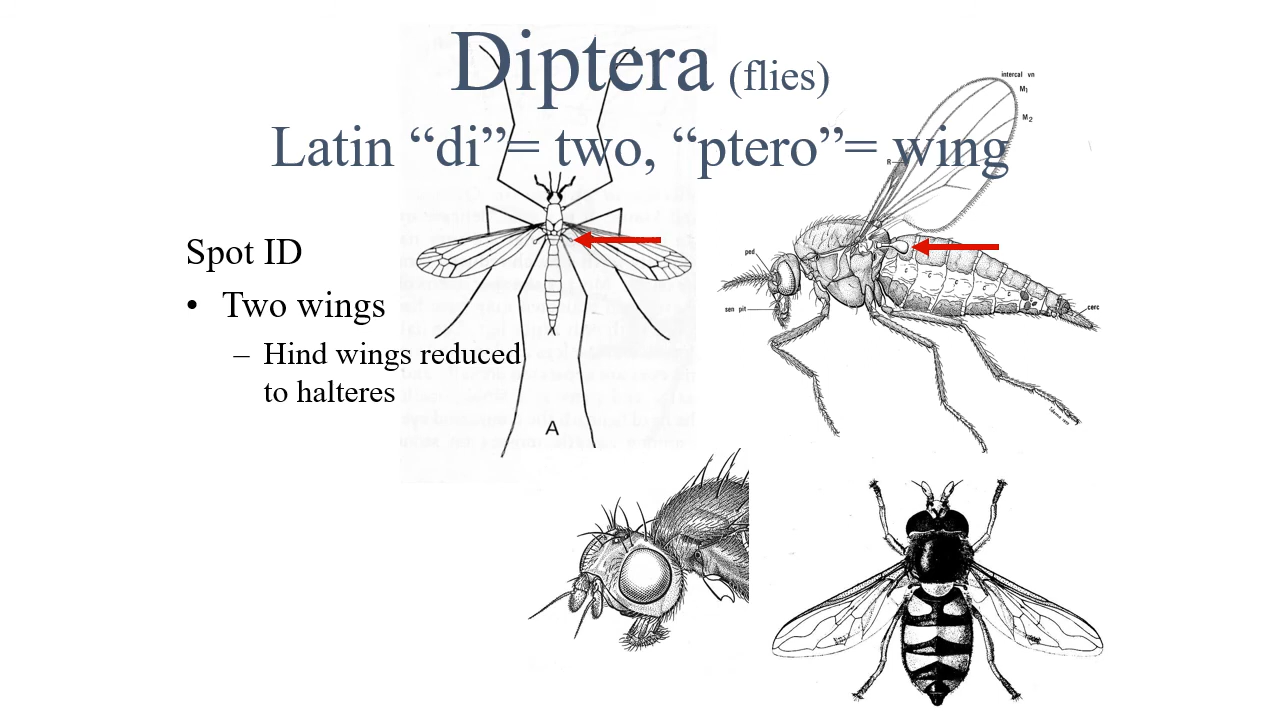 Diptera (flies)
Latin “di”= two, “ptero”= wing
Spot ID
• Two wings
– Hind wings reduced
to halteres
A
intercal vn
M1
M2
R
ped
sen pit
cerc